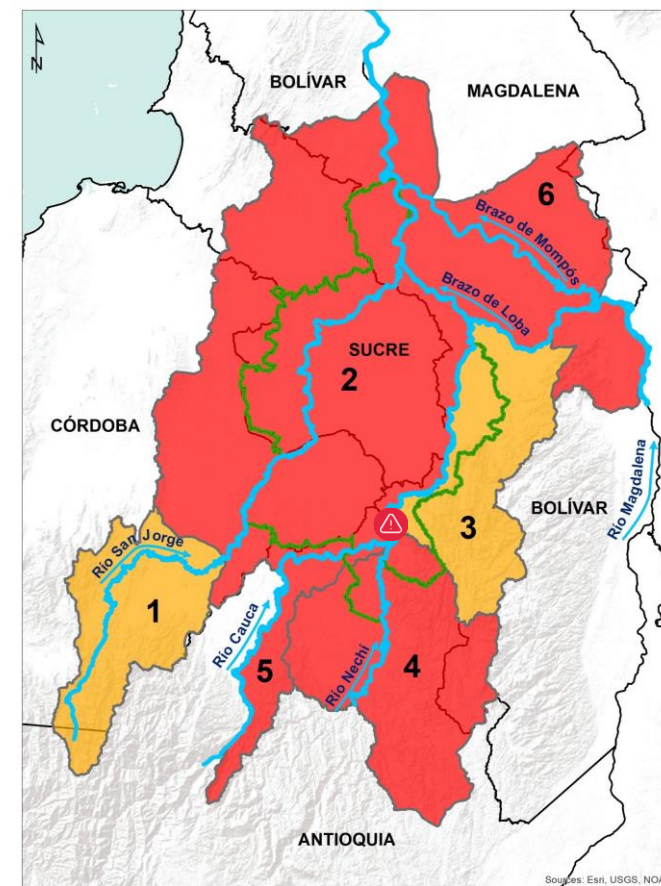 N
BOLÍVAR
MAGDALENA
6
Brazo de Mompós
Brazo de Loba
SUCRE
2
CÓRDOBA
BOLÍVAR
Río Magdalena
3
Río San Jorge
1
Río Cauca
5
Río Nechí
4
ANTIOQUIA
Sources: Esri, USGS, NOA